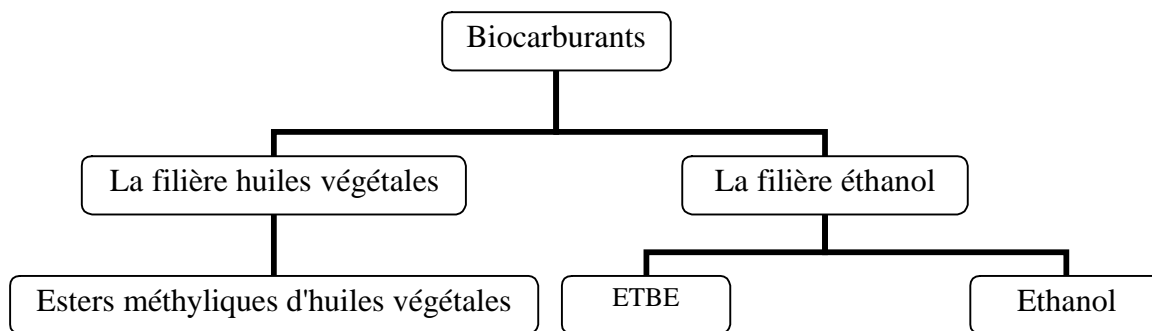 Biocarburants
La filière huiles végétales
La filière éthanol
Esters méthyliques d'huiles végétales
ETBE
Ethanol